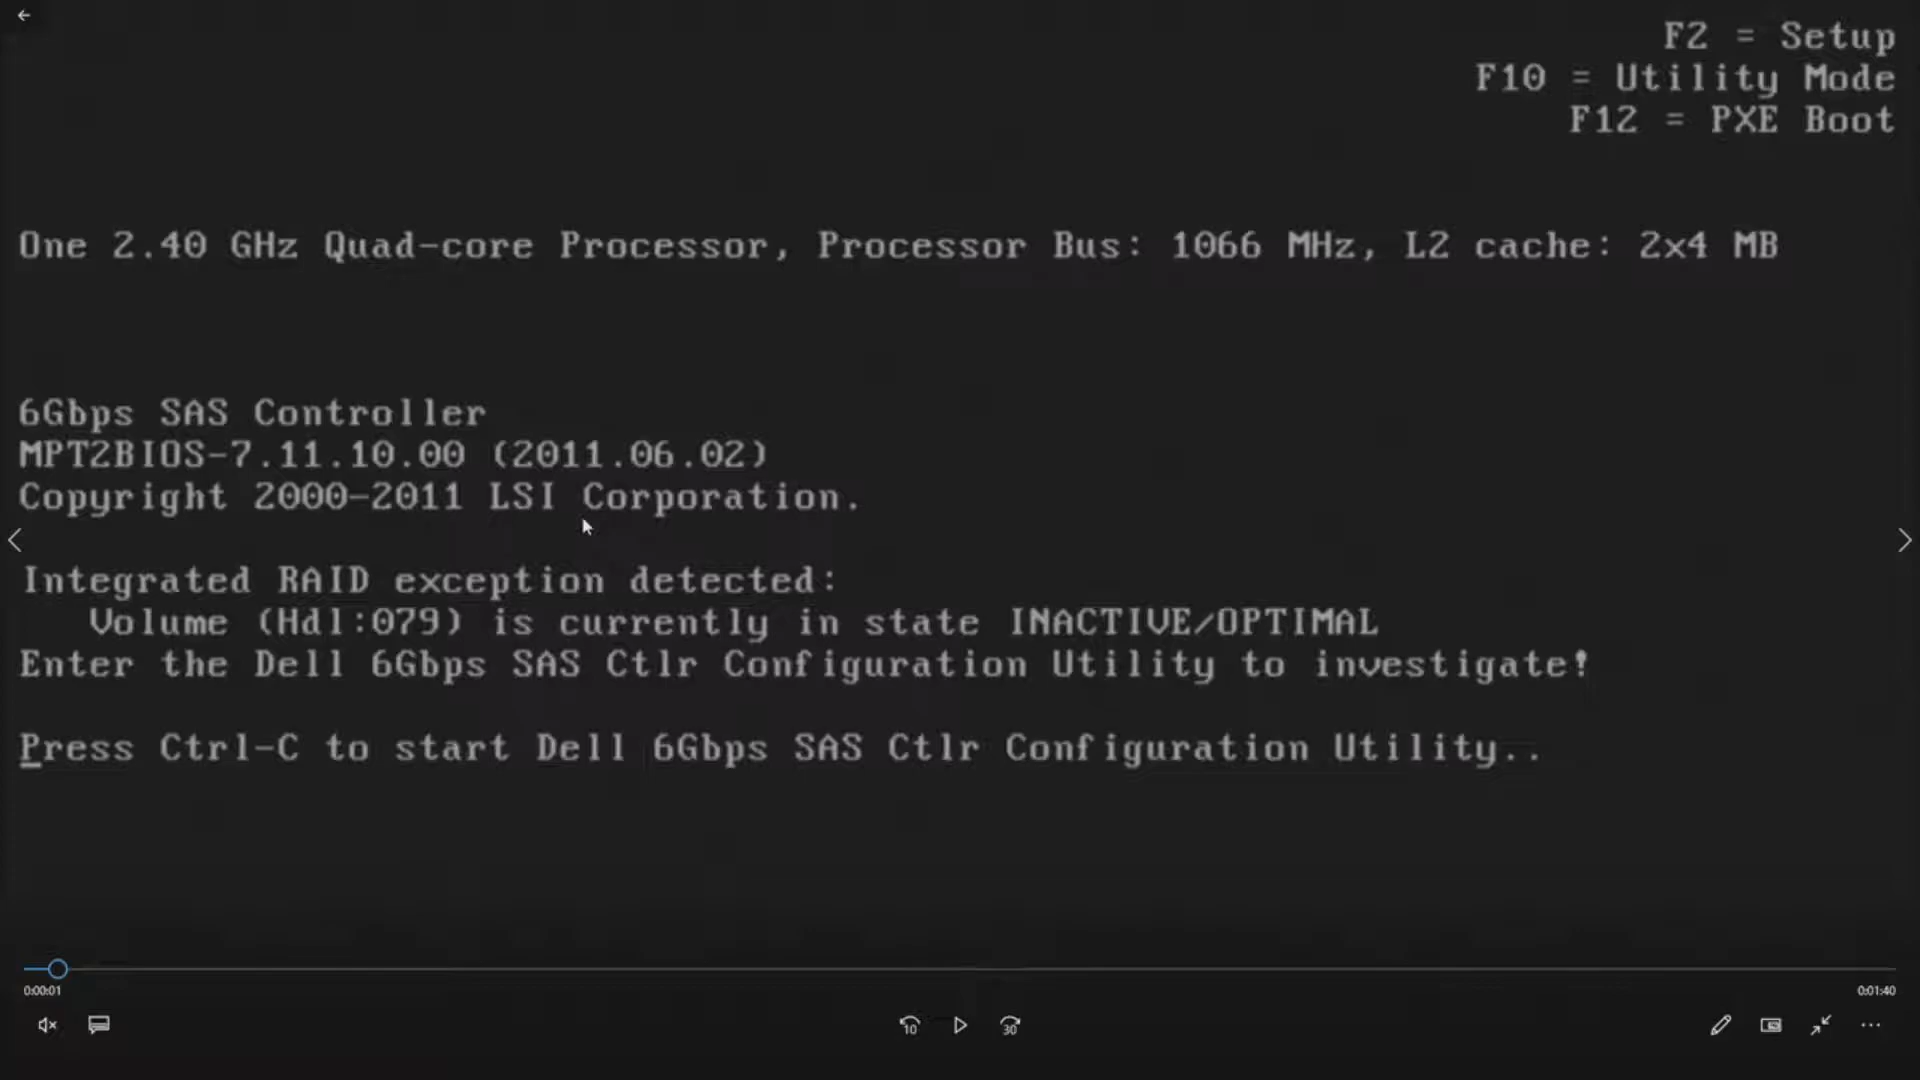 F2 = Setup
F10 = Utility Mode
F12 = PXE Boot
One 2.40 GHz Quad-core Processor, Processor Bus: 1066 MHz, L2 cache: 2x4 MB
6Gbps SAS Controller
MPT2BIOS-7.11.10.00 (2011.06.02)
Copyright 2000-2011 LSI Corporation.
Integrated RAID exception detected:
Volume (Hdl:079) is currently in state INACTIVE/OPTIMAL
Enter the Dell 6Gbps SAS Ctlr Configuration Utility to investigate!
Press Ctrl-C to start Dell 6Gbps SAS Ctlr Configuration Utility..
0:00:01
0:01:40
10
30